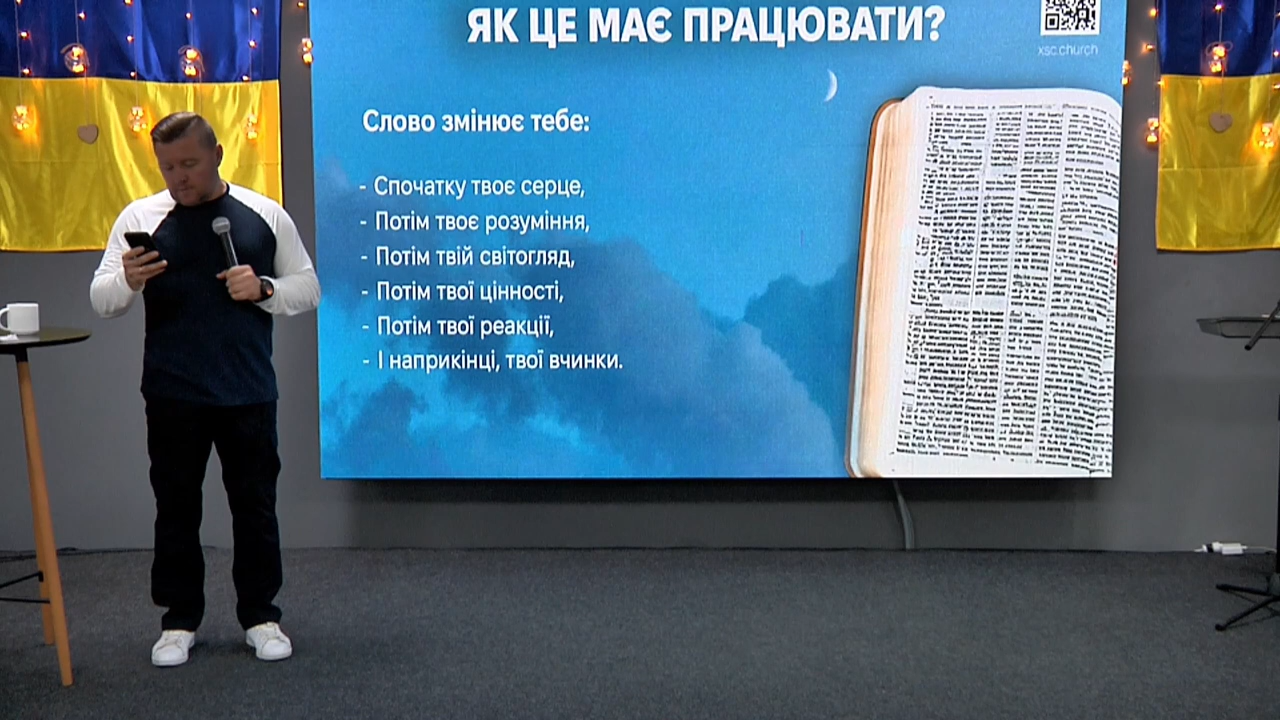 ЯК ЦЕ МАЄ ПРАЦЮВАТИ?
xsc.church
Слово змінює тебе:
- Спочатку твоє серце,
- Потім твоє розуміння,
- Потім твій світогляд,
- Потім твої цінності,
- Потім твої реакції,
- І наприкінці, твої вчинки.